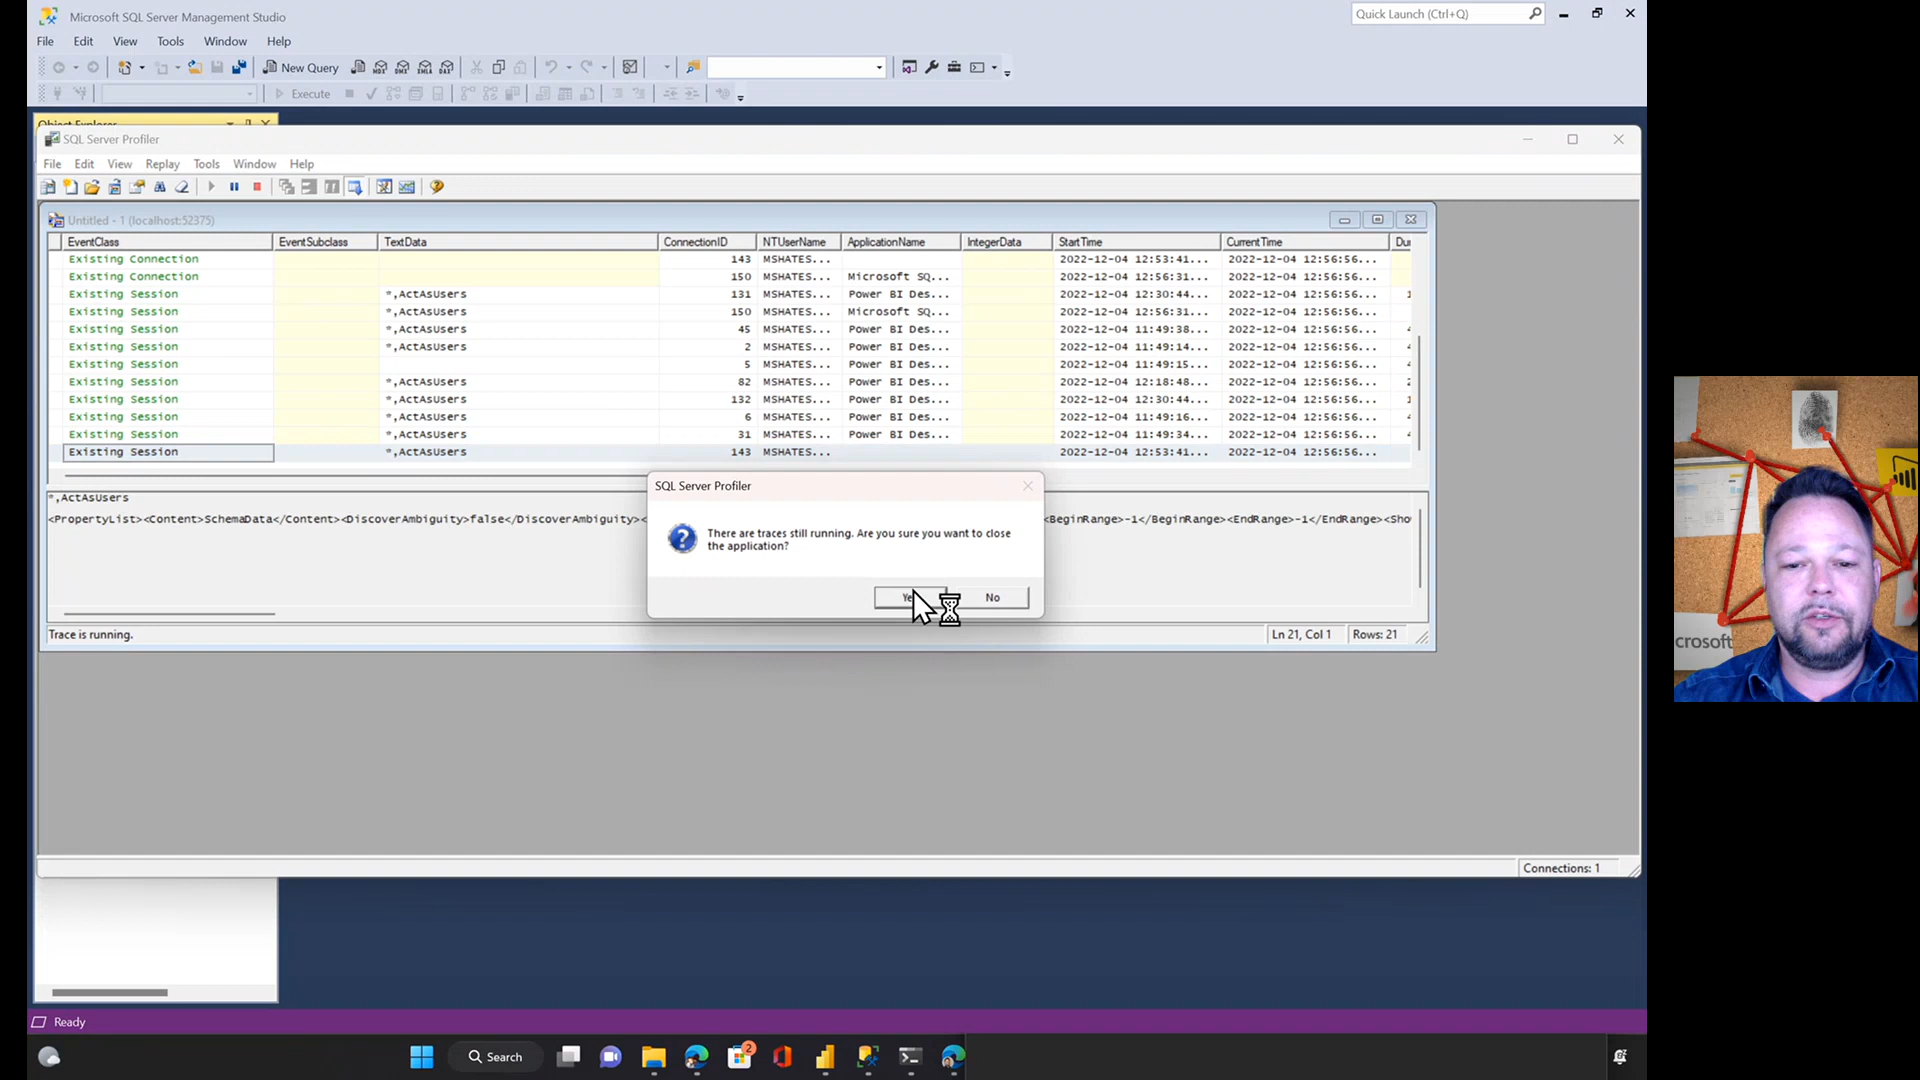 Microsoft SQL Server Management Studio
Quick Launch (Ctrl+Q)
File Edit View Tools Window Help
New Query
Execute
Object Explorer
SQL Server Profiler
File Edit View Replay Tools Window Help
Untitled - 1 (localhost:52375)
EventClass EventSubclass TextData ConnectionID NTUserName ApplicationName IntegerData StartTime CurrentTime
Existing Connection 143 MSHATES... 2022-12-04 12:53:41... 2022-12-04 12:56:56...
Existing Connection 150 MSHATES... Microsoft SQ... 2022-12-04 12:56:31... 2022-12-04 12:56:56...
Existing Session *,ActAsUsers 131 MSHATES... Power BI Des... 2022-12-04 12:30:44... 2022-12-04 12:56:56...
Existing Session *,ActAsUsers 150 MSHATES... Microsoft SQ... 2022-12-04 12:56:31... 2022-12-04 12:56:56...
Existing Session *,ActAsUsers 45 MSHATES... Power BI Des... 2022-12-04 11:49:38... 2022-12-04 12:56:56...
Existing Session *,ActAsUsers 2 MSHATES... Power BI Des... 2022-12-04 11:49:14... 2022-12-04 12:56:56...
Existing Session 5 MSHATES... Power BI Des... 2022-12-04 11:49:15... 2022-12-04 12:56:56...
Existing Session *,ActAsUsers 82 MSHATES... Power BI Des... 2022-12-04 12:18:48... 2022-12-04 12:56:56...
Existing Session *,ActAsUsers 132 MSHATES... Power BI Des... 2022-12-04 12:30:44... 2022-12-04 12:56:56...
Existing Session *,ActAsUsers 6 MSHATES... Power BI Des... 2022-12-04 11:49:16... 2022-12-04 12:56:56...
Existing Session *,ActAsUsers 31 MSHATES... Power BI Des... 2022-12-04 11:49:34... 2022-12-04 12:56:56...
Existing Session *,ActAsUsers 143 MSHATES... 2022-12-04 12:53:41... 2022-12-04 12:56:56...
*,ActAsUsers
<PropertyList><Content>SchemaData</Content><DiscoverAmbiguity>false</DiscoverAmbiguity>< <BeginRange>-1</BeginRange><EndRange>-1</EndRange><Sho
SQL Server Profiler
There are traces still running. Are you sure you want to close
the application?
No
Trace is running.
Ln 21, Col 1 Rows: 21
crosoft
Connections: 1
Ready
Search
2